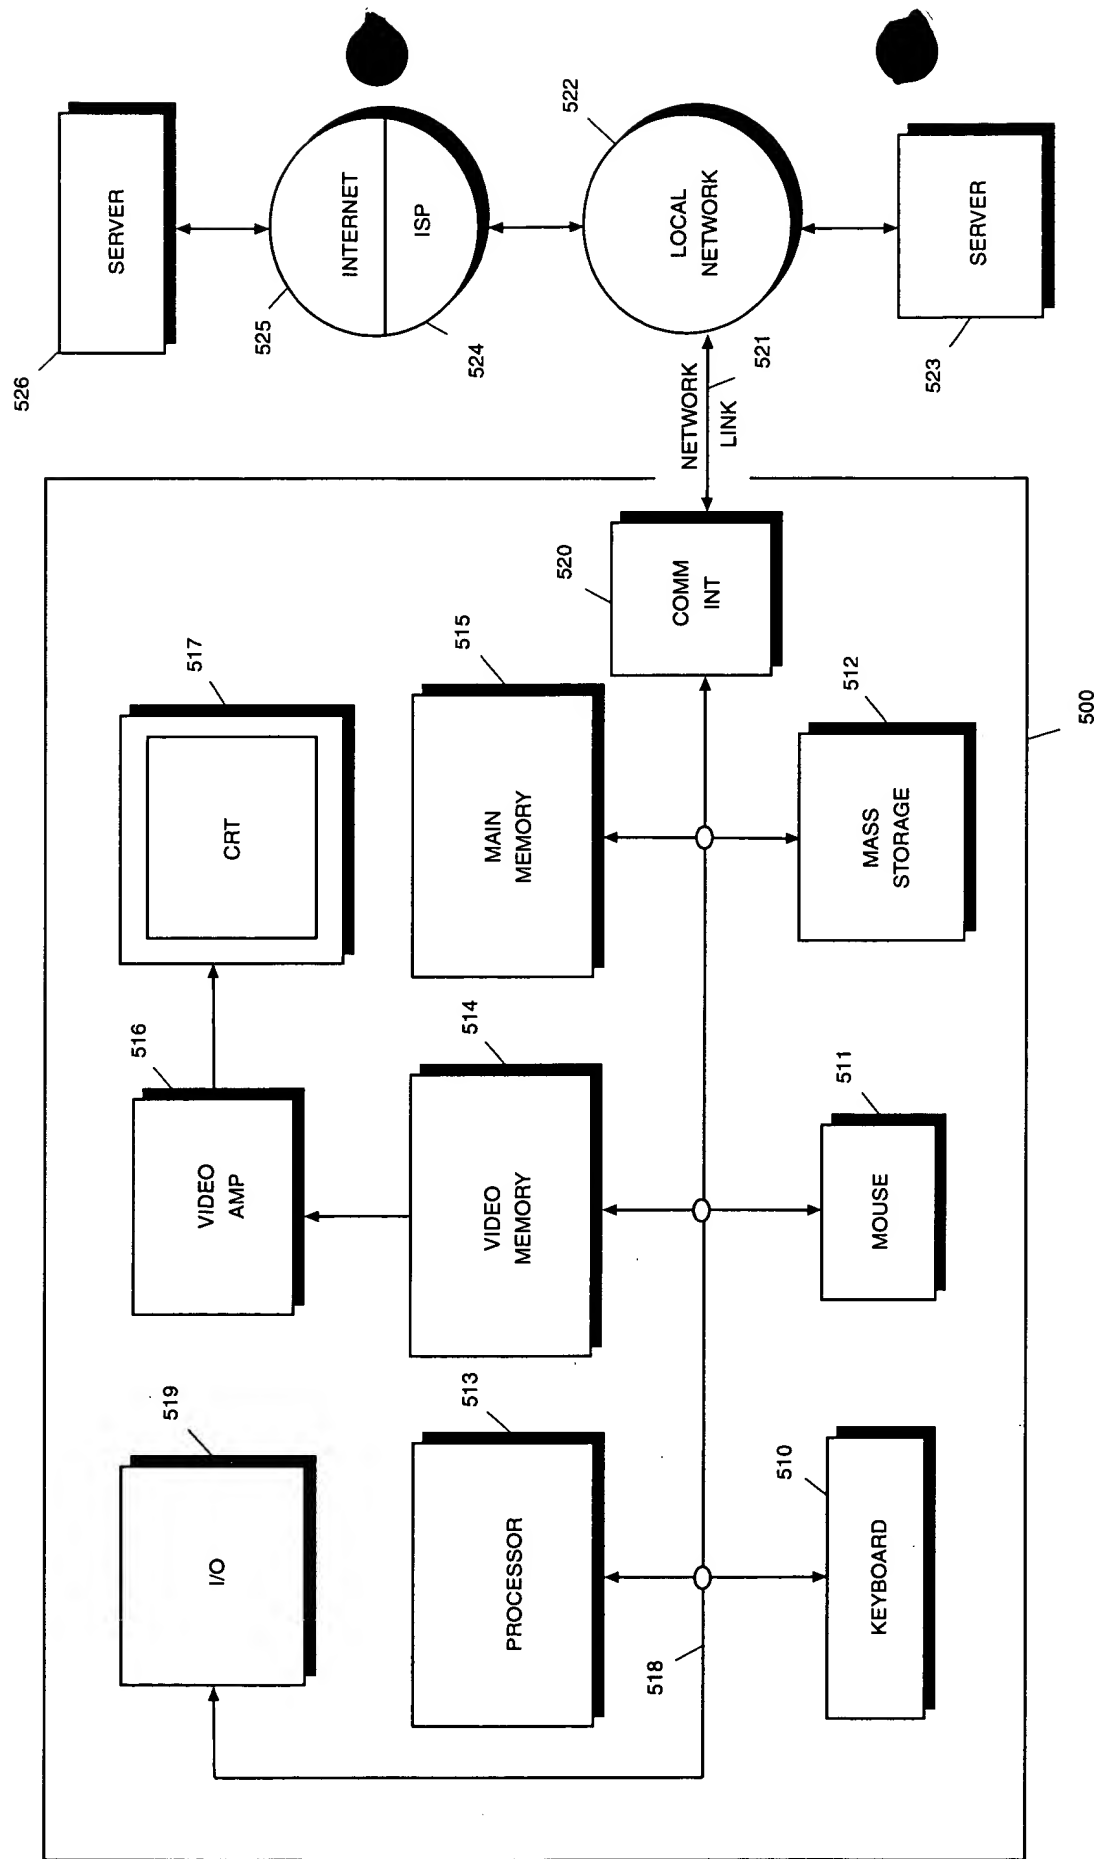 519
I/O
516
VIDEO
AMP
517
CRT
513
PROCESSOR
514
VIDEO
MEMORY
515
MAIN
MEMORY
518
510
KEYBOARD
511
MOUSE
512
MASS
STORAGE
520
COMM
INT
500
NETWORK
LINK
521
526
SERVER
525
INTERNET
ISP
524
522
LOCAL
NETWORK
523
SERVER